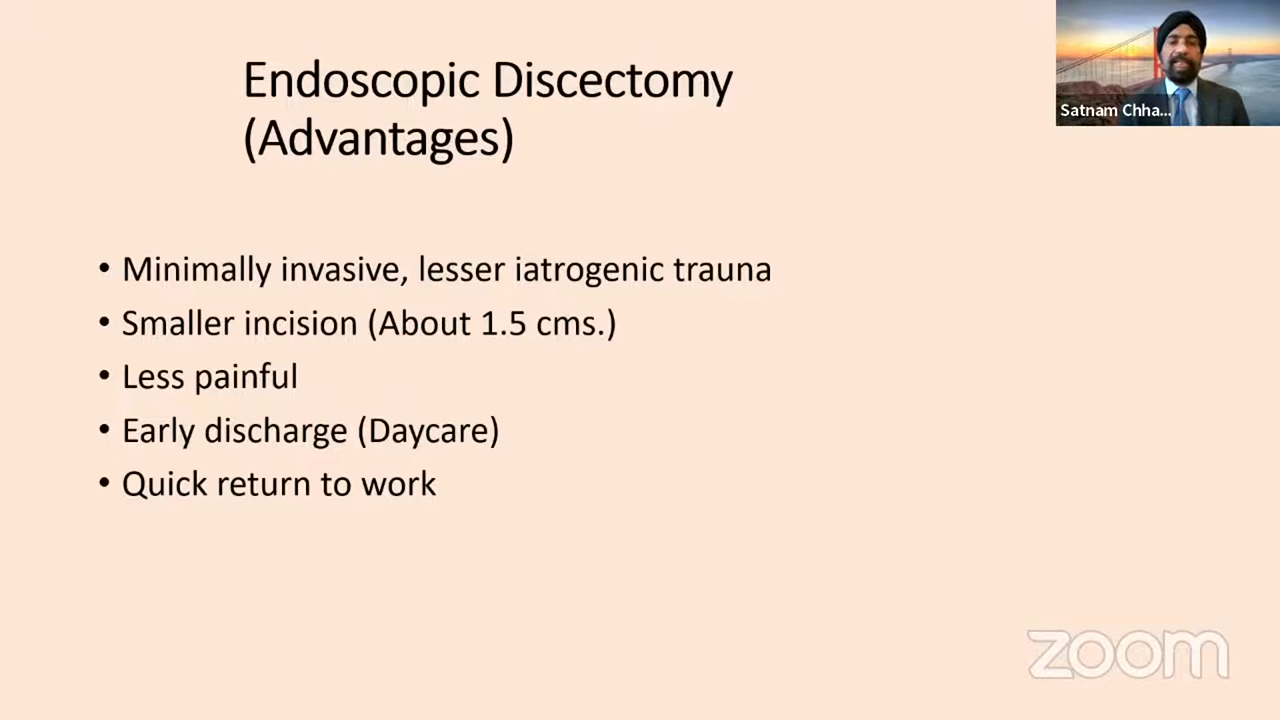 Endoscopic Discectomy
(Advantages)
Satnam Chha...
• Minimally invasive, lesser iatrogenic trauna
• Smaller incision (About 1.5 cms.)
• Less painful
• Early discharge (Daycare)
• Quick return to work
zoom